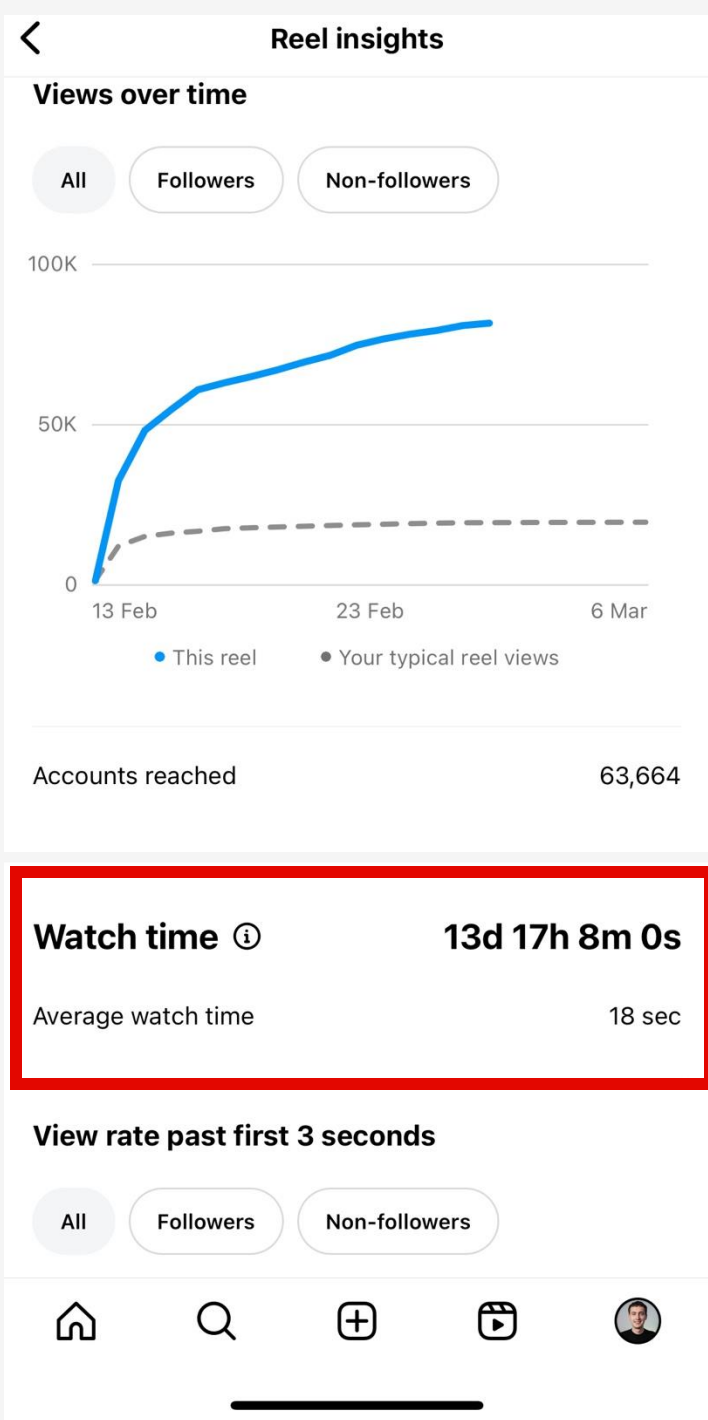 Reel insights
Views over time
All Followers Non-followers
100K
50K
0
13 Feb 23 Feb 6 Mar
This reel Your typical reel views
Accounts reached 63,664
Watch time 13d 17h 8m 0s
Average watch time 18 sec
View rate past first 3 seconds
All Followers Non-followers